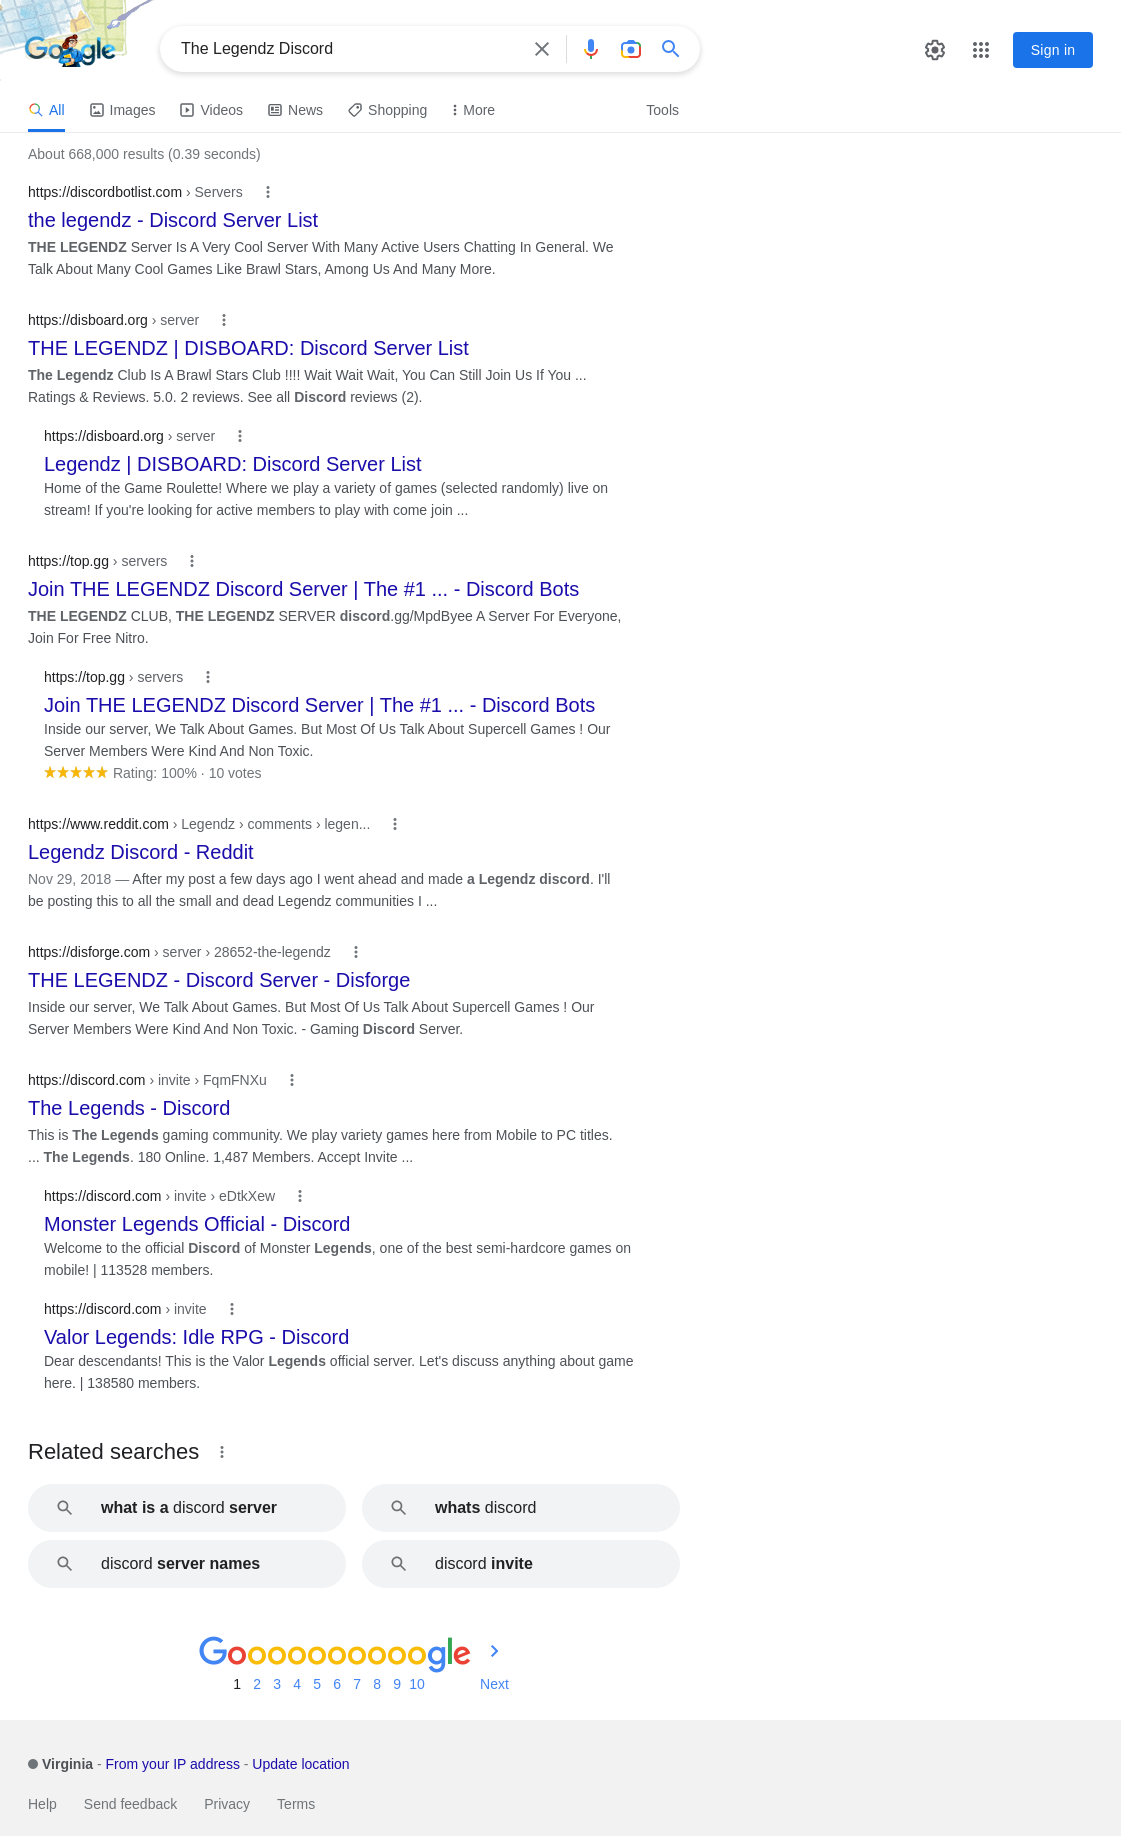 Google
The Legendz Discord
Sign in
All Images Videos News Shopping More Tools
About 668,000 results (0.39 seconds)
https://discordbotlist.com › Servers
the legendz - Discord Server List
THE LEGENDZ Server Is A Very Cool Server With Many Active Users Chatting In General. We
Talk About Many Cool Games Like Brawl Stars, Among Us And Many More.
https://disboard.org › server
THE LEGENDZ | DISBOARD: Discord Server List
The Legendz Club Is A Brawl Stars Club !!!! Wait Wait Wait, You Can Still Join Us If You ...
Ratings & Reviews. 5.0. 2 reviews. See all Discord reviews (2).
https://disboard.org › server
Legendz | DISBOARD: Discord Server List
Home of the Game Roulette! Where we play a variety of games (selected randomly) live on
stream! If you're looking for active members to play with come join ...
https://top.gg › servers
Join THE LEGENDZ Discord Server | The #1 ... - Discord Bots
THE LEGENDZ CLUB, THE LEGENDZ SERVER discord.gg/MpdByee A Server For Everyone,
Join For Free Nitro.
https://top.gg › servers
Join THE LEGENDZ Discord Server | The #1 ... - Discord Bots
Inside our server, We Talk About Games. But Most Of Us Talk About Supercell Games ! Our
Server Members Were Kind And Non Toxic.
Rating: 100% · 10 votes
https://www.reddit.com › Legendz › comments › legen...
Legendz Discord - Reddit
Nov 29, 2018 — After my post a few days ago I went ahead and made a Legendz discord. I'll
be posting this to all the small and dead Legendz communities I ...
https://disforge.com › server › 28652-the-legendz
THE LEGENDZ - Discord Server - Disforge
Inside our server, We Talk About Games. But Most Of Us Talk About Supercell Games ! Our
Server Members Were Kind And Non Toxic. - Gaming Discord Server.
https://discord.com › invite › FqmFNXu
The Legends - Discord
This is The Legends gaming community. We play variety games here from Mobile to PC titles.
... The Legends. 180 Online. 1,487 Members. Accept Invite ...
https://discord.com › invite › eDtkXew
Monster Legends Official - Discord
Welcome to the official Discord of Monster Legends, one of the best semi-hardcore games on
mobile! | 113528 members.
https://discord.com › invite
Valor Legends: Idle RPG - Discord
Dear descendants! This is the Valor Legends official server. Let's discuss anything about game
here. | 138580 members.
Related searches
what is a discord server
whats discord
discord server names
discord invite
Goooooooooogle
1 2 3 4 5 6 7 8 9 10 Next
Virginia - From your IP address - Update location
Help Send feedback Privacy Terms